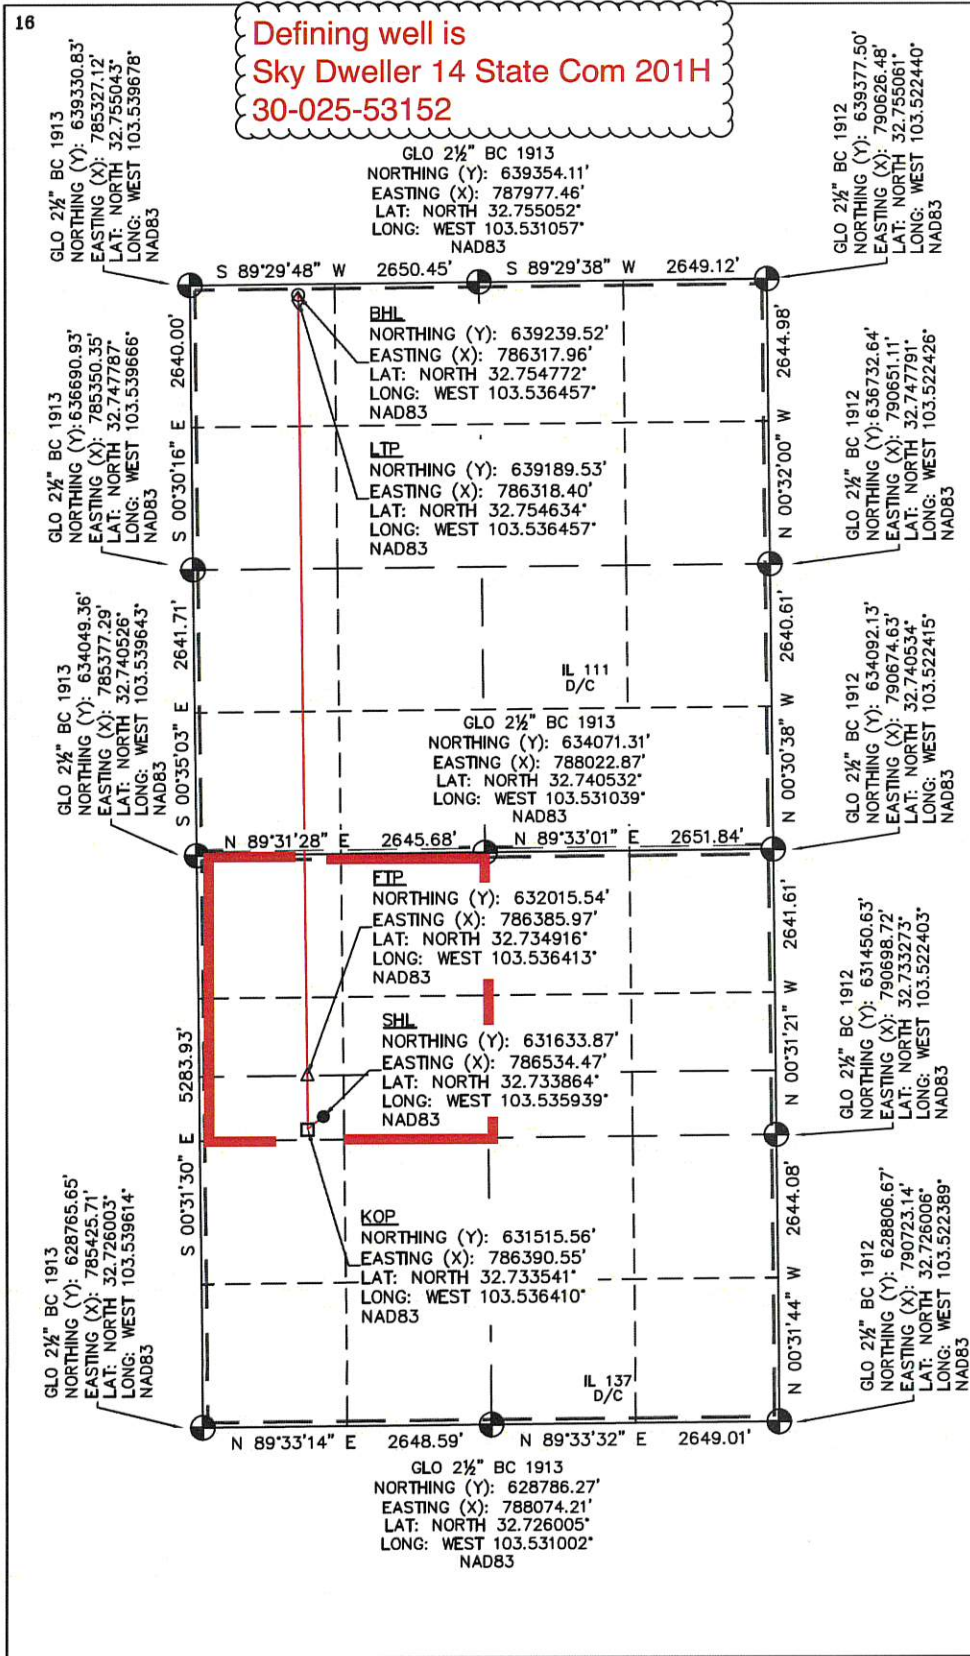 16
Defining well is
Sky Dweller 14 State Com 201H
30-025-53152
GLO 2½" BC 1913
NORTHING (Y): 639330.83'
EASTING (X): 785327.12'
LAT: NORTH 32.755043°
LONG: WEST 103.539678°
NAD83
GLO 2½" BC 1913
NORTHING (Y): 639354.11'
EASTING (X): 787977.46'
LAT: NORTH 32.755052°
LONG: WEST 103.531057°
NAD83
GLO 2½" BC 1912
NORTHING (Y): 639377.50'
EASTING (X): 790626.48'
LAT: NORTH 32.755061°
LONG: WEST 103.522440°
NAD83
S 89°29'48" W 2650.45'
S 89°29'38" W 2649.12'
BHL
NORTHING (Y): 639239.52'
EASTING (X): 786317.96'
LAT: NORTH 32.754772°
LONG: WEST 103.536457°
NAD83
S 00°30'16" E 2640.00'
N 00°32'00" W 2644.98'
GLO 2½" BC 1913
NORTHING (Y): 636690.93'
EASTING (X): 785350.35'
LAT: NORTH 32.747787°
LONG: WEST 103.539666°
NAD83
LTP
NORTHING (Y): 639189.53'
EASTING (X): 786318.40'
LAT: NORTH 32.754634°
LONG: WEST 103.536457°
NAD83
GLO 2½" BC 1912
NORTHING (Y): 636732.64'
EASTING (X): 790651.11'
LAT: NORTH 32.747791°
LONG: WEST 103.522426°
NAD83
S 00°35'03" E 2641.71'
N 00°30'38" W 2640.61'
IL 111
D/C
GLO 2½" BC 1913
NORTHING (Y): 634049.36'
EASTING (X): 785377.29'
LAT: NORTH 32.740526°
LONG: WEST 103.539643°
NAD83
GLO 2½" BC 1913
NORTHING (Y): 634071.31'
EASTING (X): 788022.87'
LAT: NORTH 32.740532°
LONG: WEST 103.531039°
NAD83
GLO 2½" BC 1912
NORTHING (Y): 634092.13'
EASTING (X): 790674.63'
LAT: NORTH 32.740534°
LONG: WEST 103.522415°
NAD83
N 89°31'28" E 2645.68'
N 89°33'01" E 2651.84'
FTP
NORTHING (Y): 632015.54'
EASTING (X): 786385.97'
LAT: NORTH 32.734916°
LONG: WEST 103.536413°
NAD83
S 00°31'30" E 5283.93'
N 00°31'21" W 2641.61'
SHL
NORTHING (Y): 631633.87'
EASTING (X): 786534.47'
LAT: NORTH 32.733864°
LONG: WEST 103.535939°
NAD83
GLO 2½" BC 1912
NORTHING (Y): 631450.63'
EASTING (X): 790698.72'
LAT: NORTH 32.733273°
LONG: WEST 103.522403°
NAD83
KOP
NORTHING (Y): 631515.56'
EASTING (X): 786390.55'
LAT: NORTH 32.733541°
LONG: WEST 103.536410°
NAD83
N 00°31'44" W 2644.08'
IL 137
D/C
GLO 2½" BC 1913
NORTHING (Y): 628765.65'
EASTING (X): 785425.71'
LAT: NORTH 32.726003°
LONG: WEST 103.539614°
NAD83
N 89°33'14" E 2648.59'
N 89°33'32" E 2649.01'
GLO 2½" BC 1913
NORTHING (Y): 628786.27'
EASTING (X): 788074.21'
LAT: NORTH 32.726005°
LONG: WEST 103.531002°
NAD83
GLO 2½" BC 1912
NORTHING (Y): 628806.67'
EASTING (X): 790723.14'
LAT: NORTH 32.726006°
LONG: WEST 103.522389°
NAD83